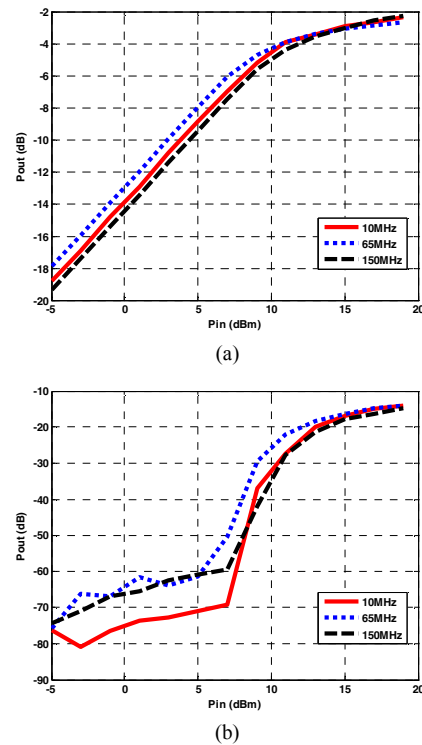 -2
-4
-6
-8
-10
-12
-14
-16
-18
-20
Pout (dB)
10MHz
65MHz
150MHz
-5 0 5 10 15 20
Pin (dBm)
(a)
-10
-20
-30
-40
-50
-60
-70
-80
-90
Pout (dB)
10MHz
65MHz
150MHz
-5 0 5 10 15 20
Pin (dBm)
(b)